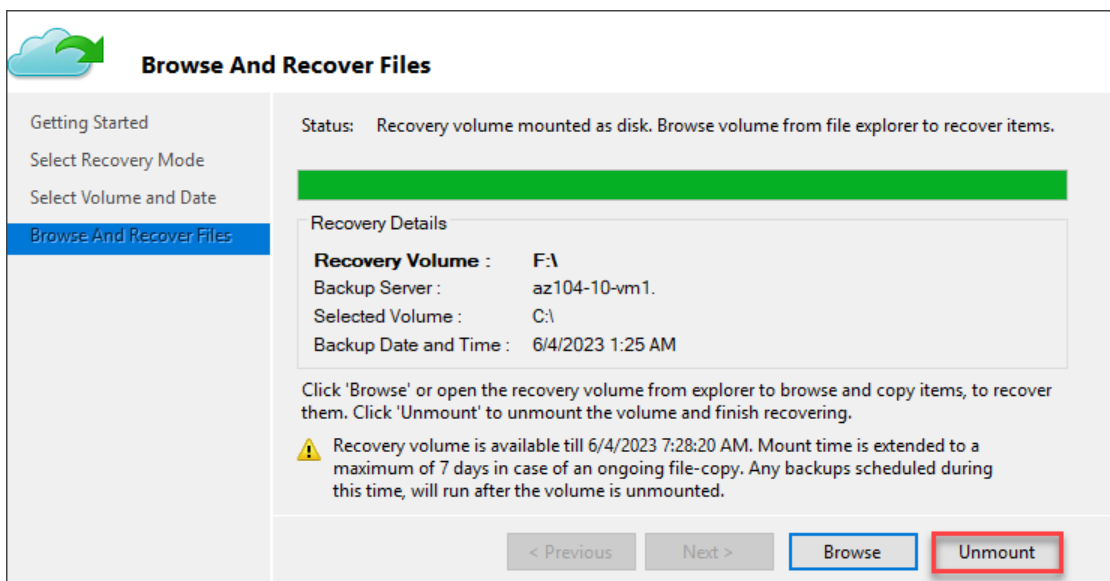 Browse And Recover Files
Getting Started
Select Recovery Mode
Select Volume and Date
Browse And Recover Files
Status: Recovery volume mounted as disk. Browse volume from file explorer to recover items.
Recovery Details
Recovery Volume : F:\
Backup Server : az104-10-vm1.
Selected Volume : C:\
Backup Date and Time : 6/4/2023 1:25 AM
Click 'Browse' or open the recovery volume from explorer to browse and copy items, to recover
them. Click 'Unmount' to unmount the volume and finish recovering.
Recovery volume is available till 6/4/2023 7:28:20 AM. Mount time is extended to a
maximum of 7 days in case of an ongoing file-copy. Any backups scheduled during
this time, will run after the volume is unmounted.
< Previous Next > Browse Unmount